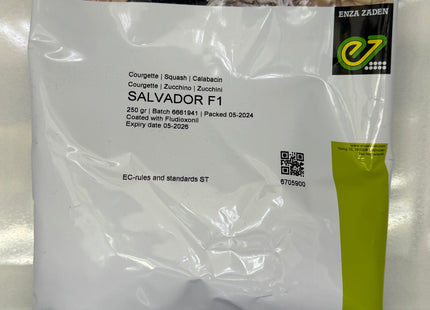 ENZA ZADEN
Courgette | Squash | Calabacin
Courgette | Zucchino | Zucchini
SALVADOR F1
250 gr | Batch 6661941 | Packed 05-2024
Coated with Fludioxonil
Expiry date 05-2026
EC-rules and standards ST
6705900